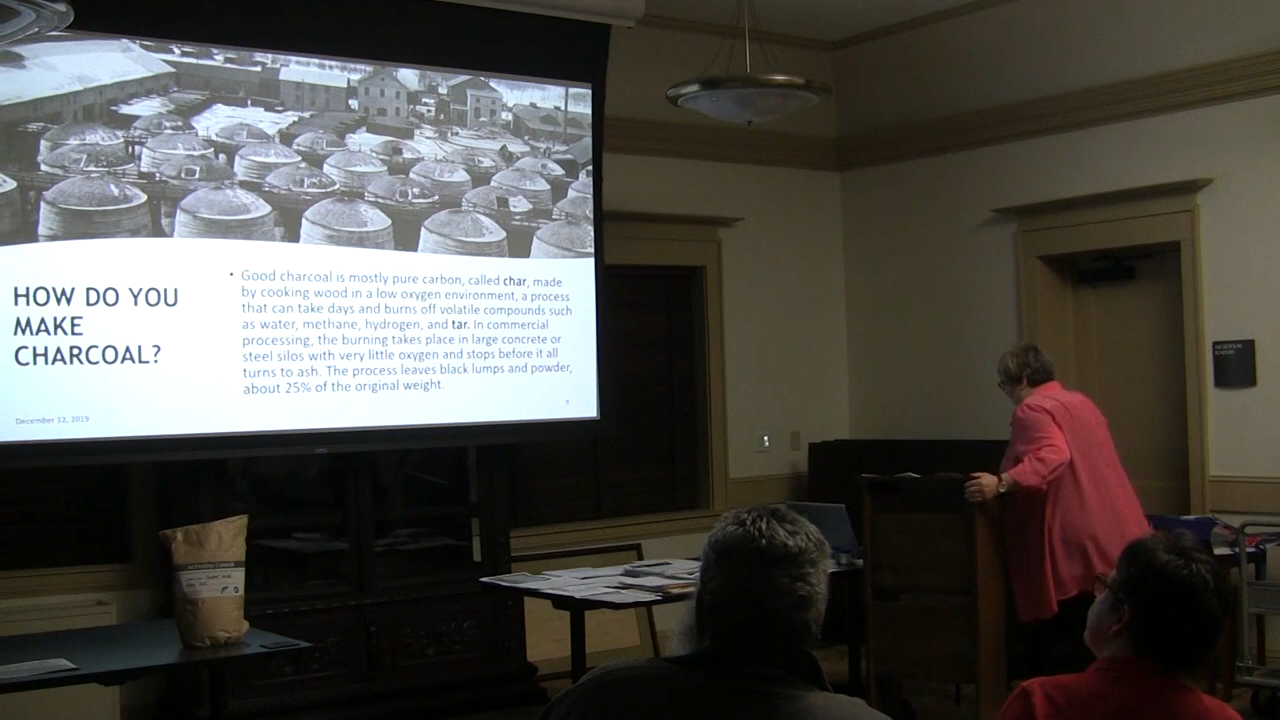 HOW DO YOU
MAKE
CHARCOAL?
• Good charcoal is mostly pure carbon, called char, made
by cooking wood in a low oxygen environment, a process
that can take days and burns off volatile compounds such
as water, methane, hydrogen, and tar. In commercial
processing, the burning takes place in large concrete or
steel silos with very little oxygen and stops before it all
turns to ash. The process leaves black lumps and powder,
about 25% of the original weight.
December 12, 2019
ACTIVATED CARBON